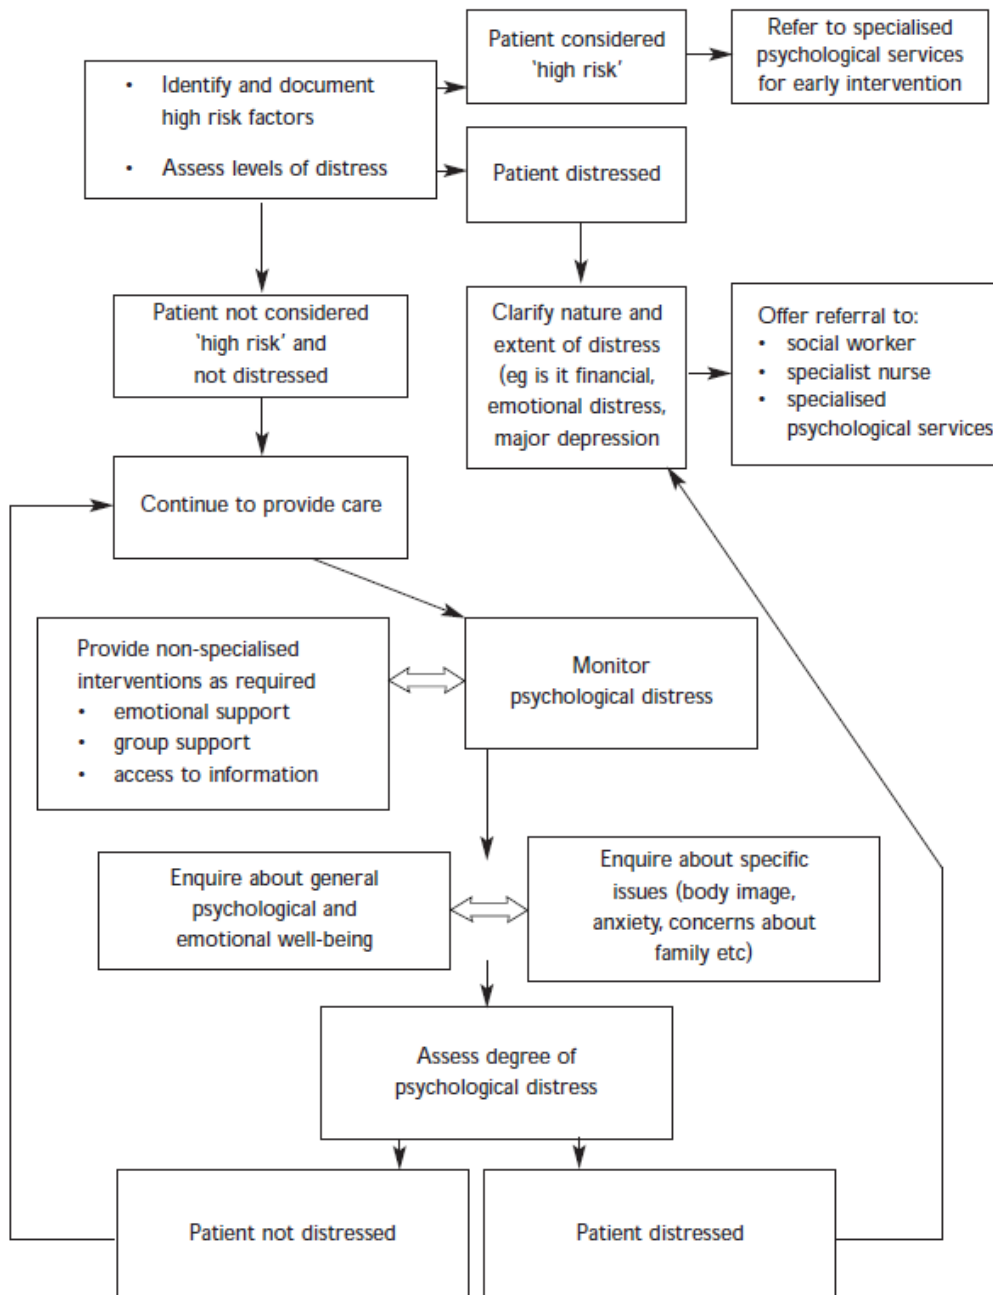 Patient considered
‘high risk’
Refer to specialised
psychological services
for early intervention
• Identify and document
high risk factors
• Assess levels of distress
Patient distressed
Patient not considered
‘high risk’ and
not distressed
Clarify nature and
extent of distress
(eg is it financial,
emotional distress,
major depression
Offer referral to:
• social worker
• specialist nurse
• specialised
psychological services
Continue to provide care
Provide non-specialised
interventions as required
• emotional support
• group support
• access to information
Monitor
psychological distress
Enquire about general
psychological and
emotional well-being
Enquire about specific
issues (body image,
anxiety, concerns about
family etc)
Assess degree of
psychological distress
Patient not distressed
Patient distressed